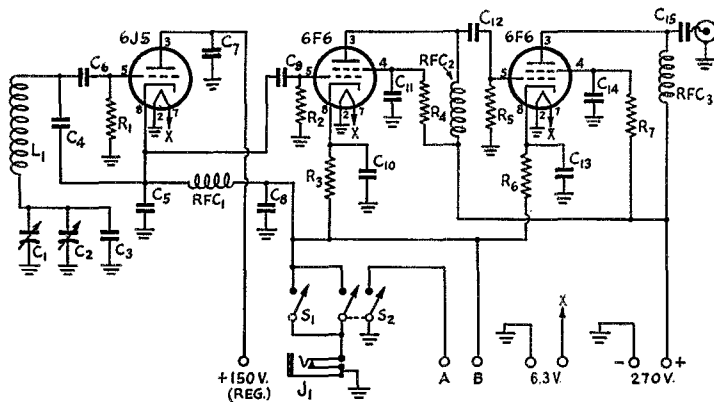 6J5
6F6
6F6
C12
C15
3
C7
3
3
RFC2
C6
5
C9
5
4
C11
5
4
C14
RFC3
L1
C4
R1
8
2
7
X
R2
8
2
7
X
R4
R5
8
2
7
X
R7
C5
RFC1
C8
R3
C10
R6
C13
C1
C2
C3
S1
S2
X
+150 V.
(REG.)
J1
A
B
6.3 V.
-
270 V.
+